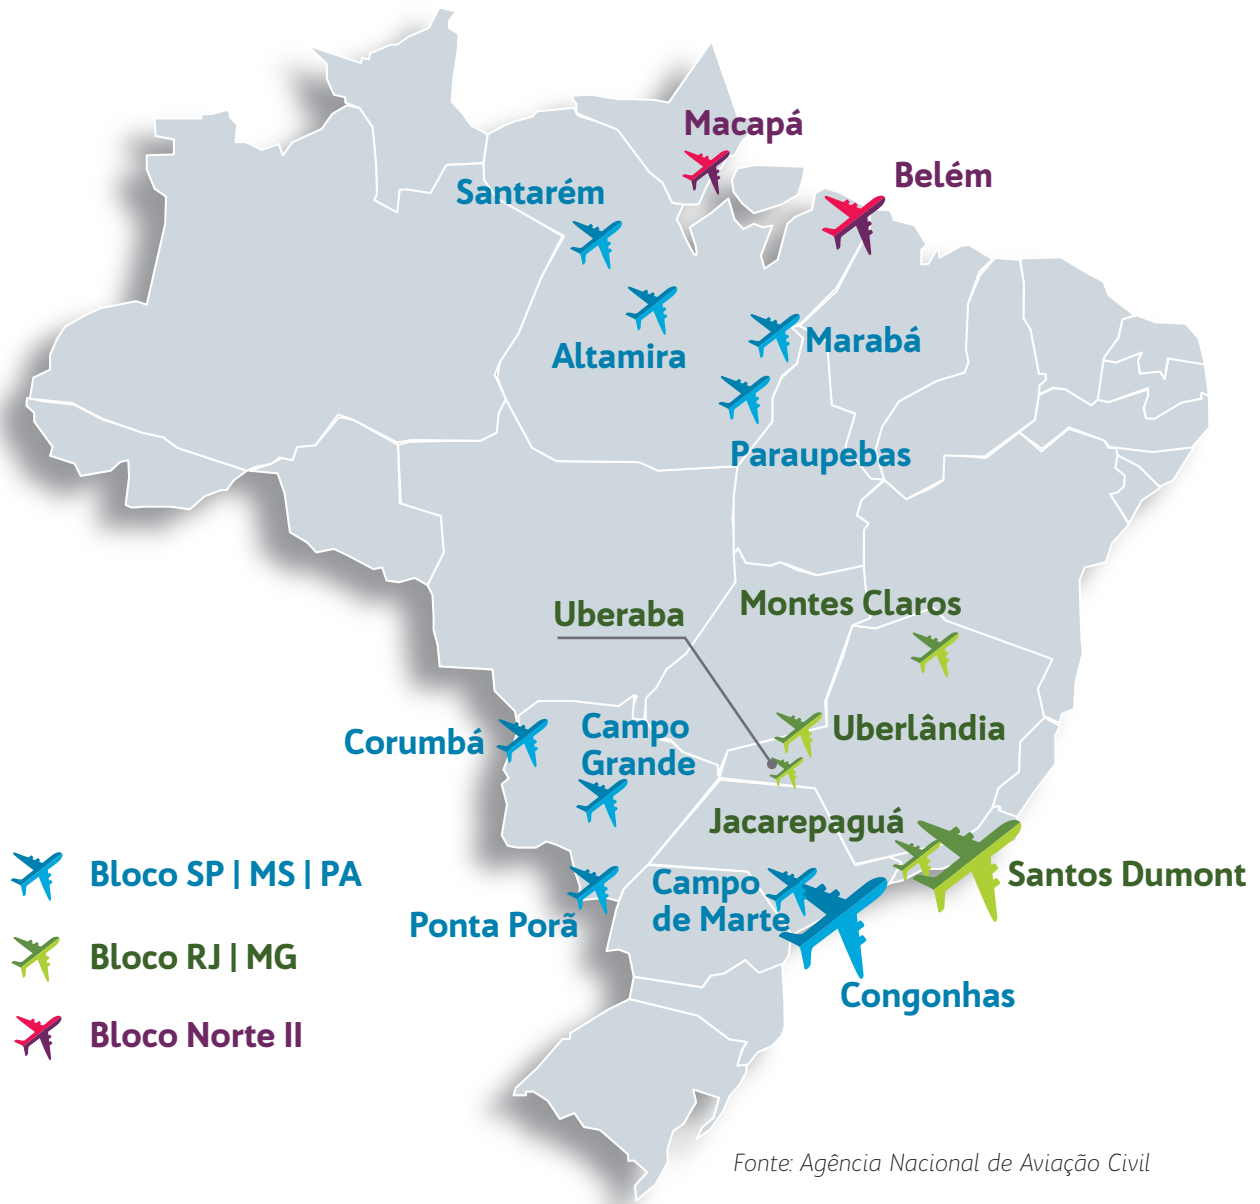 Macapá
Belém
Santarém
Altamira
Marabá
Paraupebas
Uberaba
Montes Claros
Corumbá
Campo
Grande
Uberlândia
Jacarepaguá
Santos Dumont
Bloco SP | MS | PA
Campo
de Marte
Ponta Porã
Bloco RJ | MG
Congonhas
Bloco Norte II
Fonte: Agência Nacional de Aviação Civil